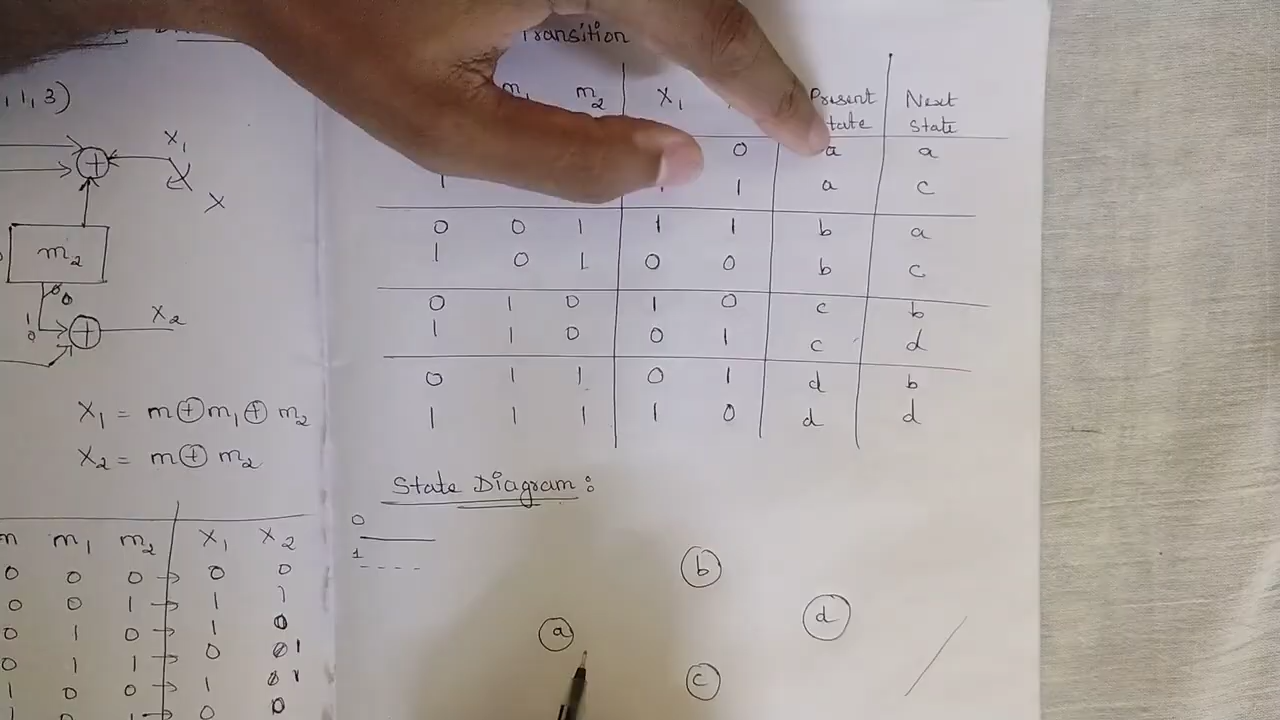 , 1, 3)
X₁
X
m₂
1 0
0
X₂
X₁ = m ⊕ m₁ ⊕ m₂
X₂ = m ⊕ m₂
m m₁ m₂ X₁ X₂
0 0 0 → 0 0
0 0 1 → 1 1
0 1 0 → 1 0
0 1 1 → 0 1
1 0 0 → 1 1
0 1 → 0 0
Transition
m₁ m₂ X₁ Present State Next State
0 a a
1 1 1 a c
0 0 1 1 1 b a
1 0 1 0 0 b c
0 1 0 1 0 c b
1 1 0 0 1 c d
0 1 1 0 1 d b
1 1 1 1 0 d d
State Diagram :
0
1
b
d
a
c